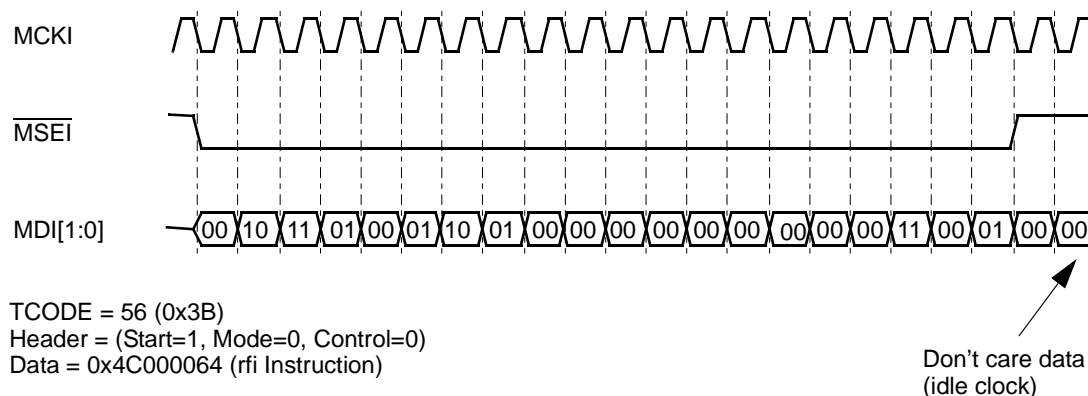 MCKI
MSEI
MDI[1:0]
00 10 11 01 00 01 10 01 00 00 00 00 00 00 00 00 00 11 00 01 00 00
TCODE = 56 (0x3B)
Header = (Start=1, Mode=0, Control=0)
Data = 0x4C000064 (rfi Instruction)
Don't care data
(idle clock)